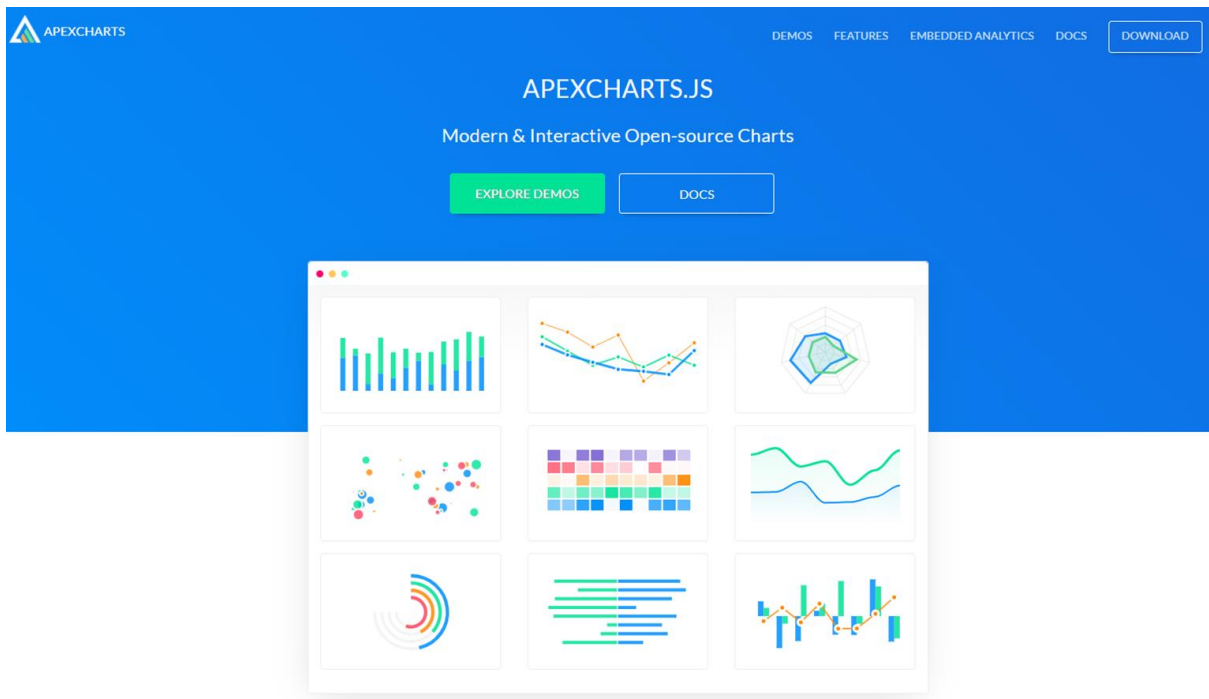 APEXCHARTS
DEMOS FEATURES EMBEDDED ANALYTICS DOCS DOWNLOAD
APEXCHARTS.JS
Modern & Interactive Open-source Charts
EXPLORE DEMOS DOCS